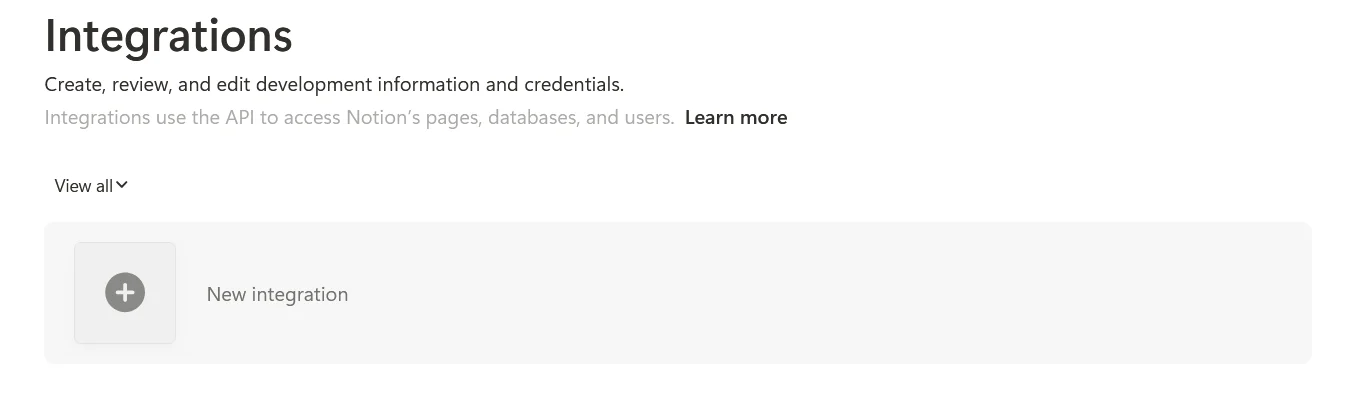 Integrations
Create, review, and edit development information and credentials.
Integrations use the API to access Notion’s pages, databases, and users. Learn more
View all
New integration